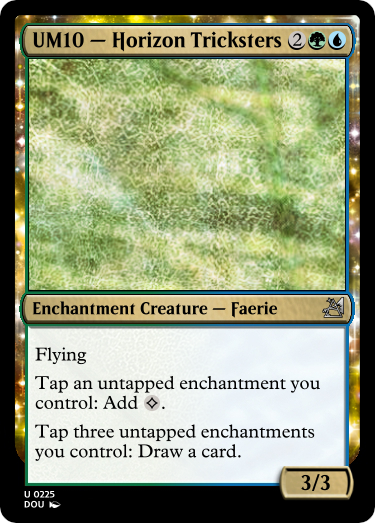 UM10 — Horizon Tricksters 2
Enchantment Creature — Faerie
Flying
Tap an untapped enchantment you
control: Add .
Tap three untapped enchantments
you control: Draw a card.
3/3
U 0225
DOU